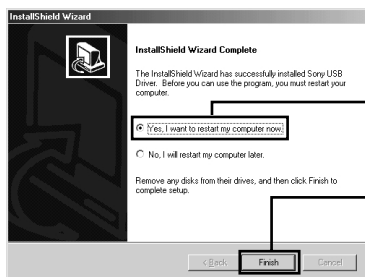 InstallShield Wizard
InstallShield Wizard Complete
The InstallShield Wizard has successfully installed Sony USB
Driver. Before you can use the program, you must restart your
computer.
Yes, I want to restart my computer now.
No, I will restart my computer later.
Remove any disks from their drives, and then click Finish to
complete setup.
< Back Finish Cancel